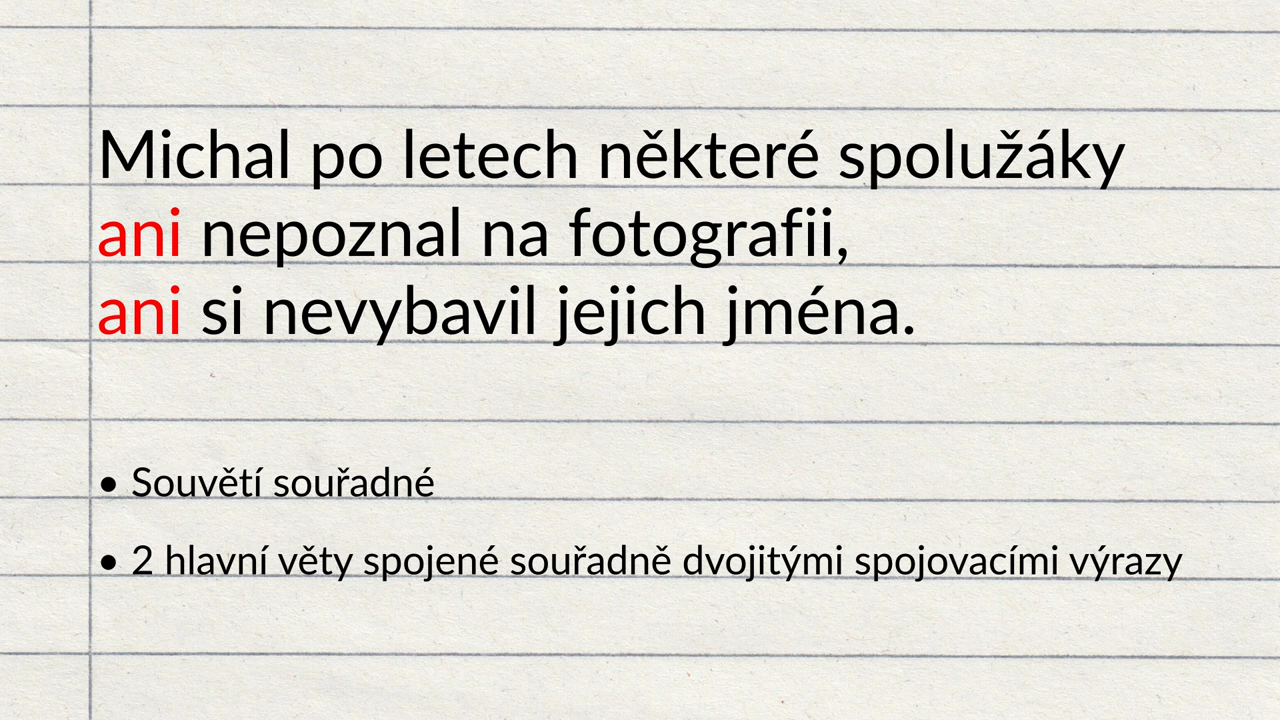 Michal po letech některé spolužáky
ani nepoznal na fotografii,
ani si nevybavil jejich jména.
• Souvětí souřadné
• 2 hlavní věty spojené souřadně dvojitými spojovacími výrazy